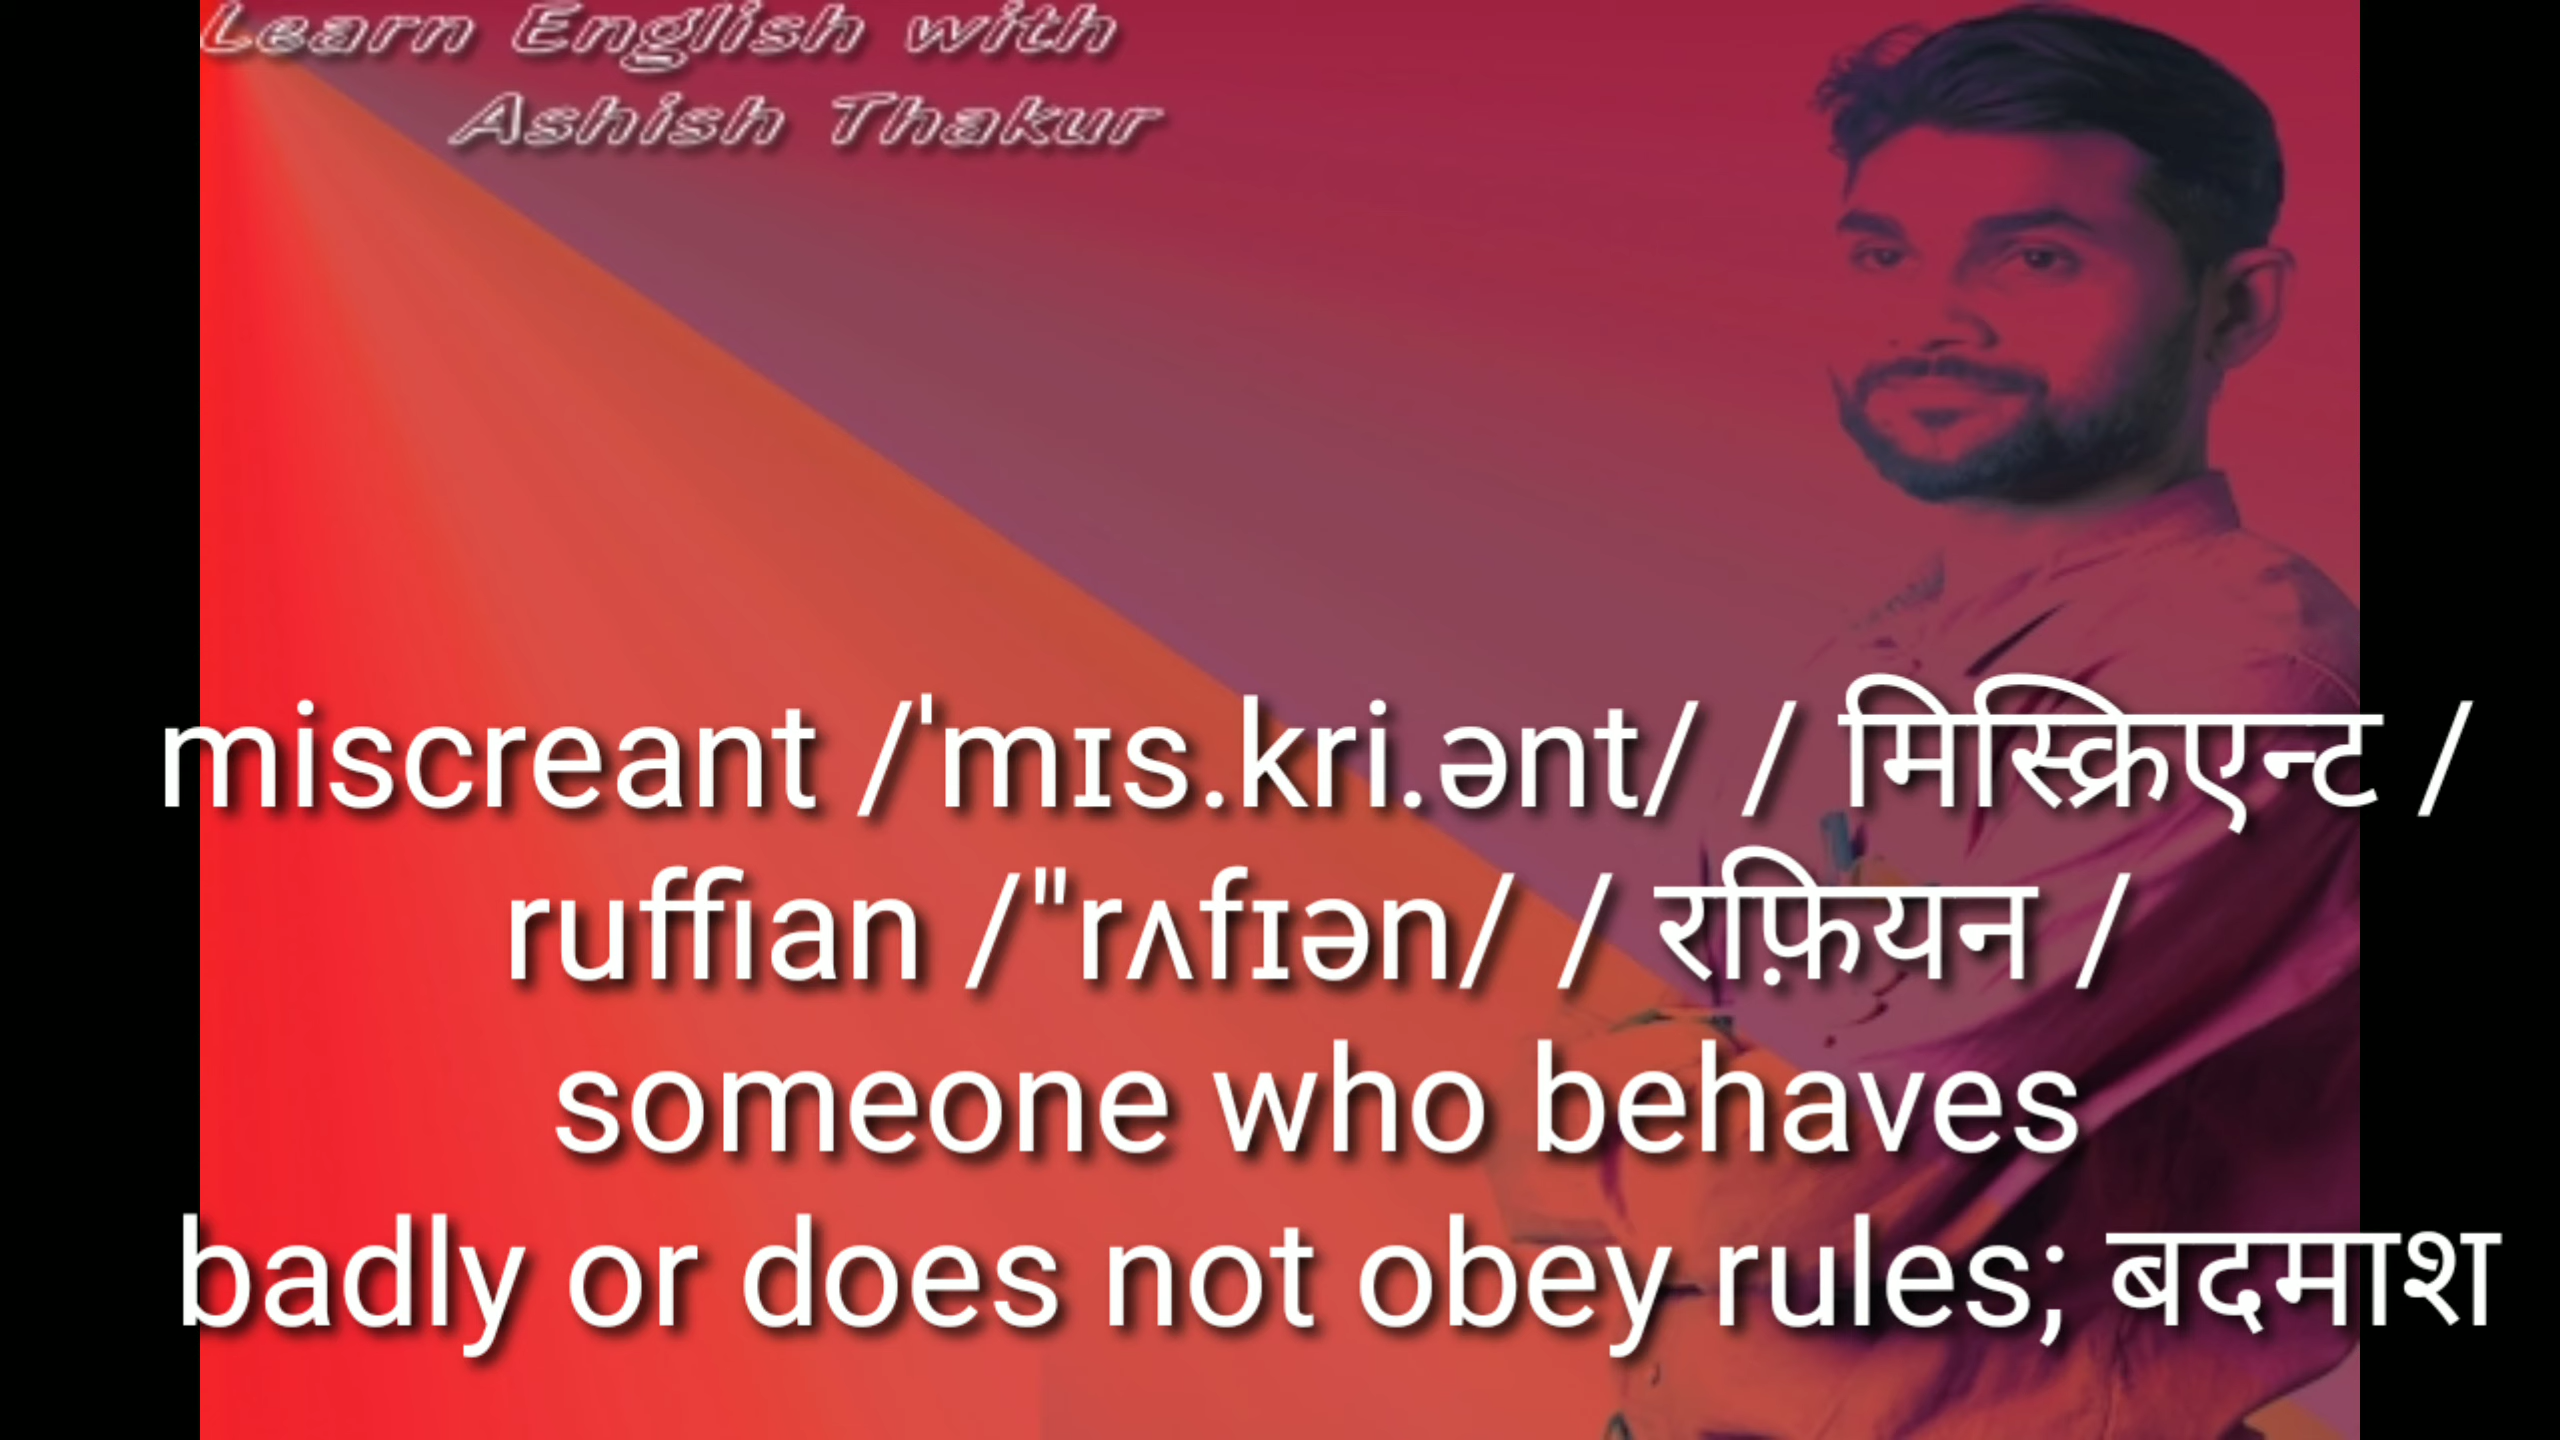 Learn English with
Ashish Thakur
miscreant /ˈmɪs.kri.ənt/ / मिस्क्रिएन्ट /
ruffian /"rʌfɪən/ / रफ़ियन /
someone who behaves
badly or does not obey rules; बदमाश